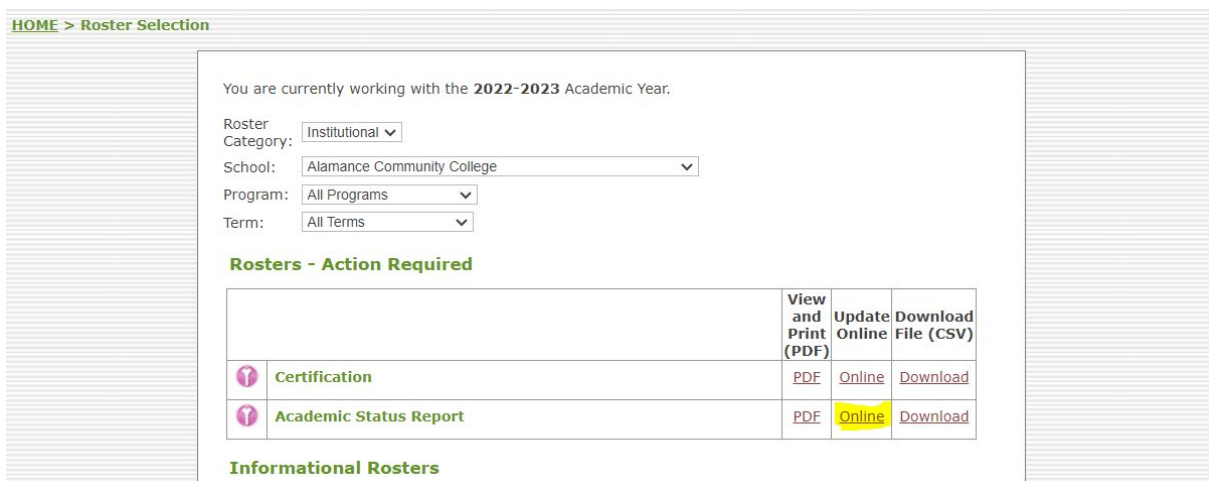 HOME > Roster Selection
You are currently working with the 2022-2023 Academic Year.
Roster
Category: Institutional
School: Alamance Community College
Program: All Programs
Term: All Terms
Rosters - Action Required
View
and
Print
(PDF)
Update
Online
Download
File (CSV)
Certification PDF Online Download
Academic Status Report PDF Online Download
Informational Rosters